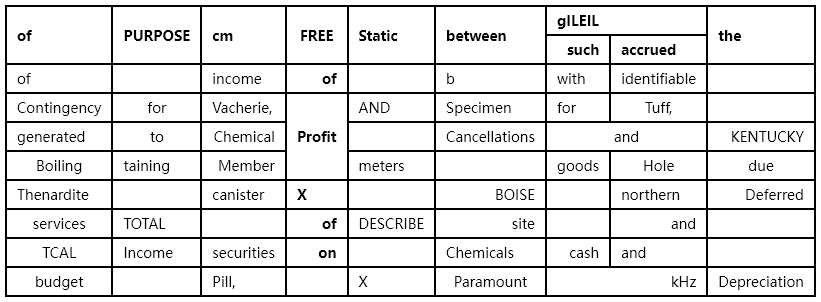 of PURPOSE cm FREE Static between gILEIL the
such accrued
of income of b with identifiable
Contingency for Vacherie, Profit AND Specimen for Tuff,
generated to Chemical Cancellations and KENTUCKY
Boiling taining Member meters goods Hole due
Thenardite canister X BOISE northern Deferred
services TOTAL of DESCRIBE site and
TCAL Income securities on Chemicals cash and
budget Pill, X Paramount kHz Depreciation